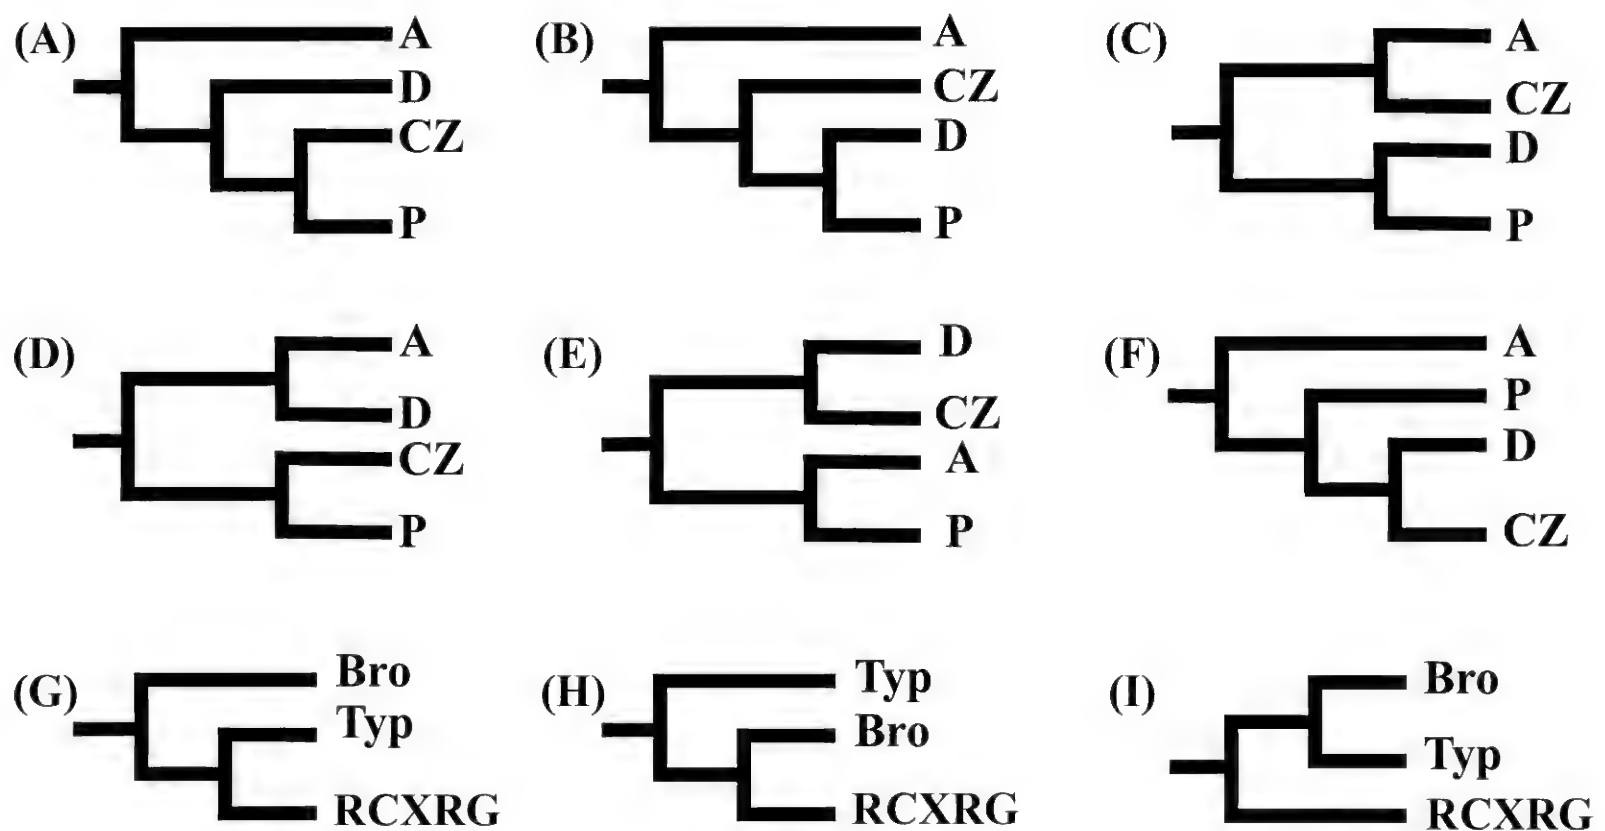 (A)
A
D
CZ
P
(B)
A
CZ
D
P
(C)
A
CZ
D
P
(D)
A
D
CZ
P
(E)
D
CZ
A
P
(F)
A
P
D
CZ
(G)
Bro
Typ
RCXRG
(H)
Typ
Bro
RCXRG
(I)
Bro
Typ
RCXRG